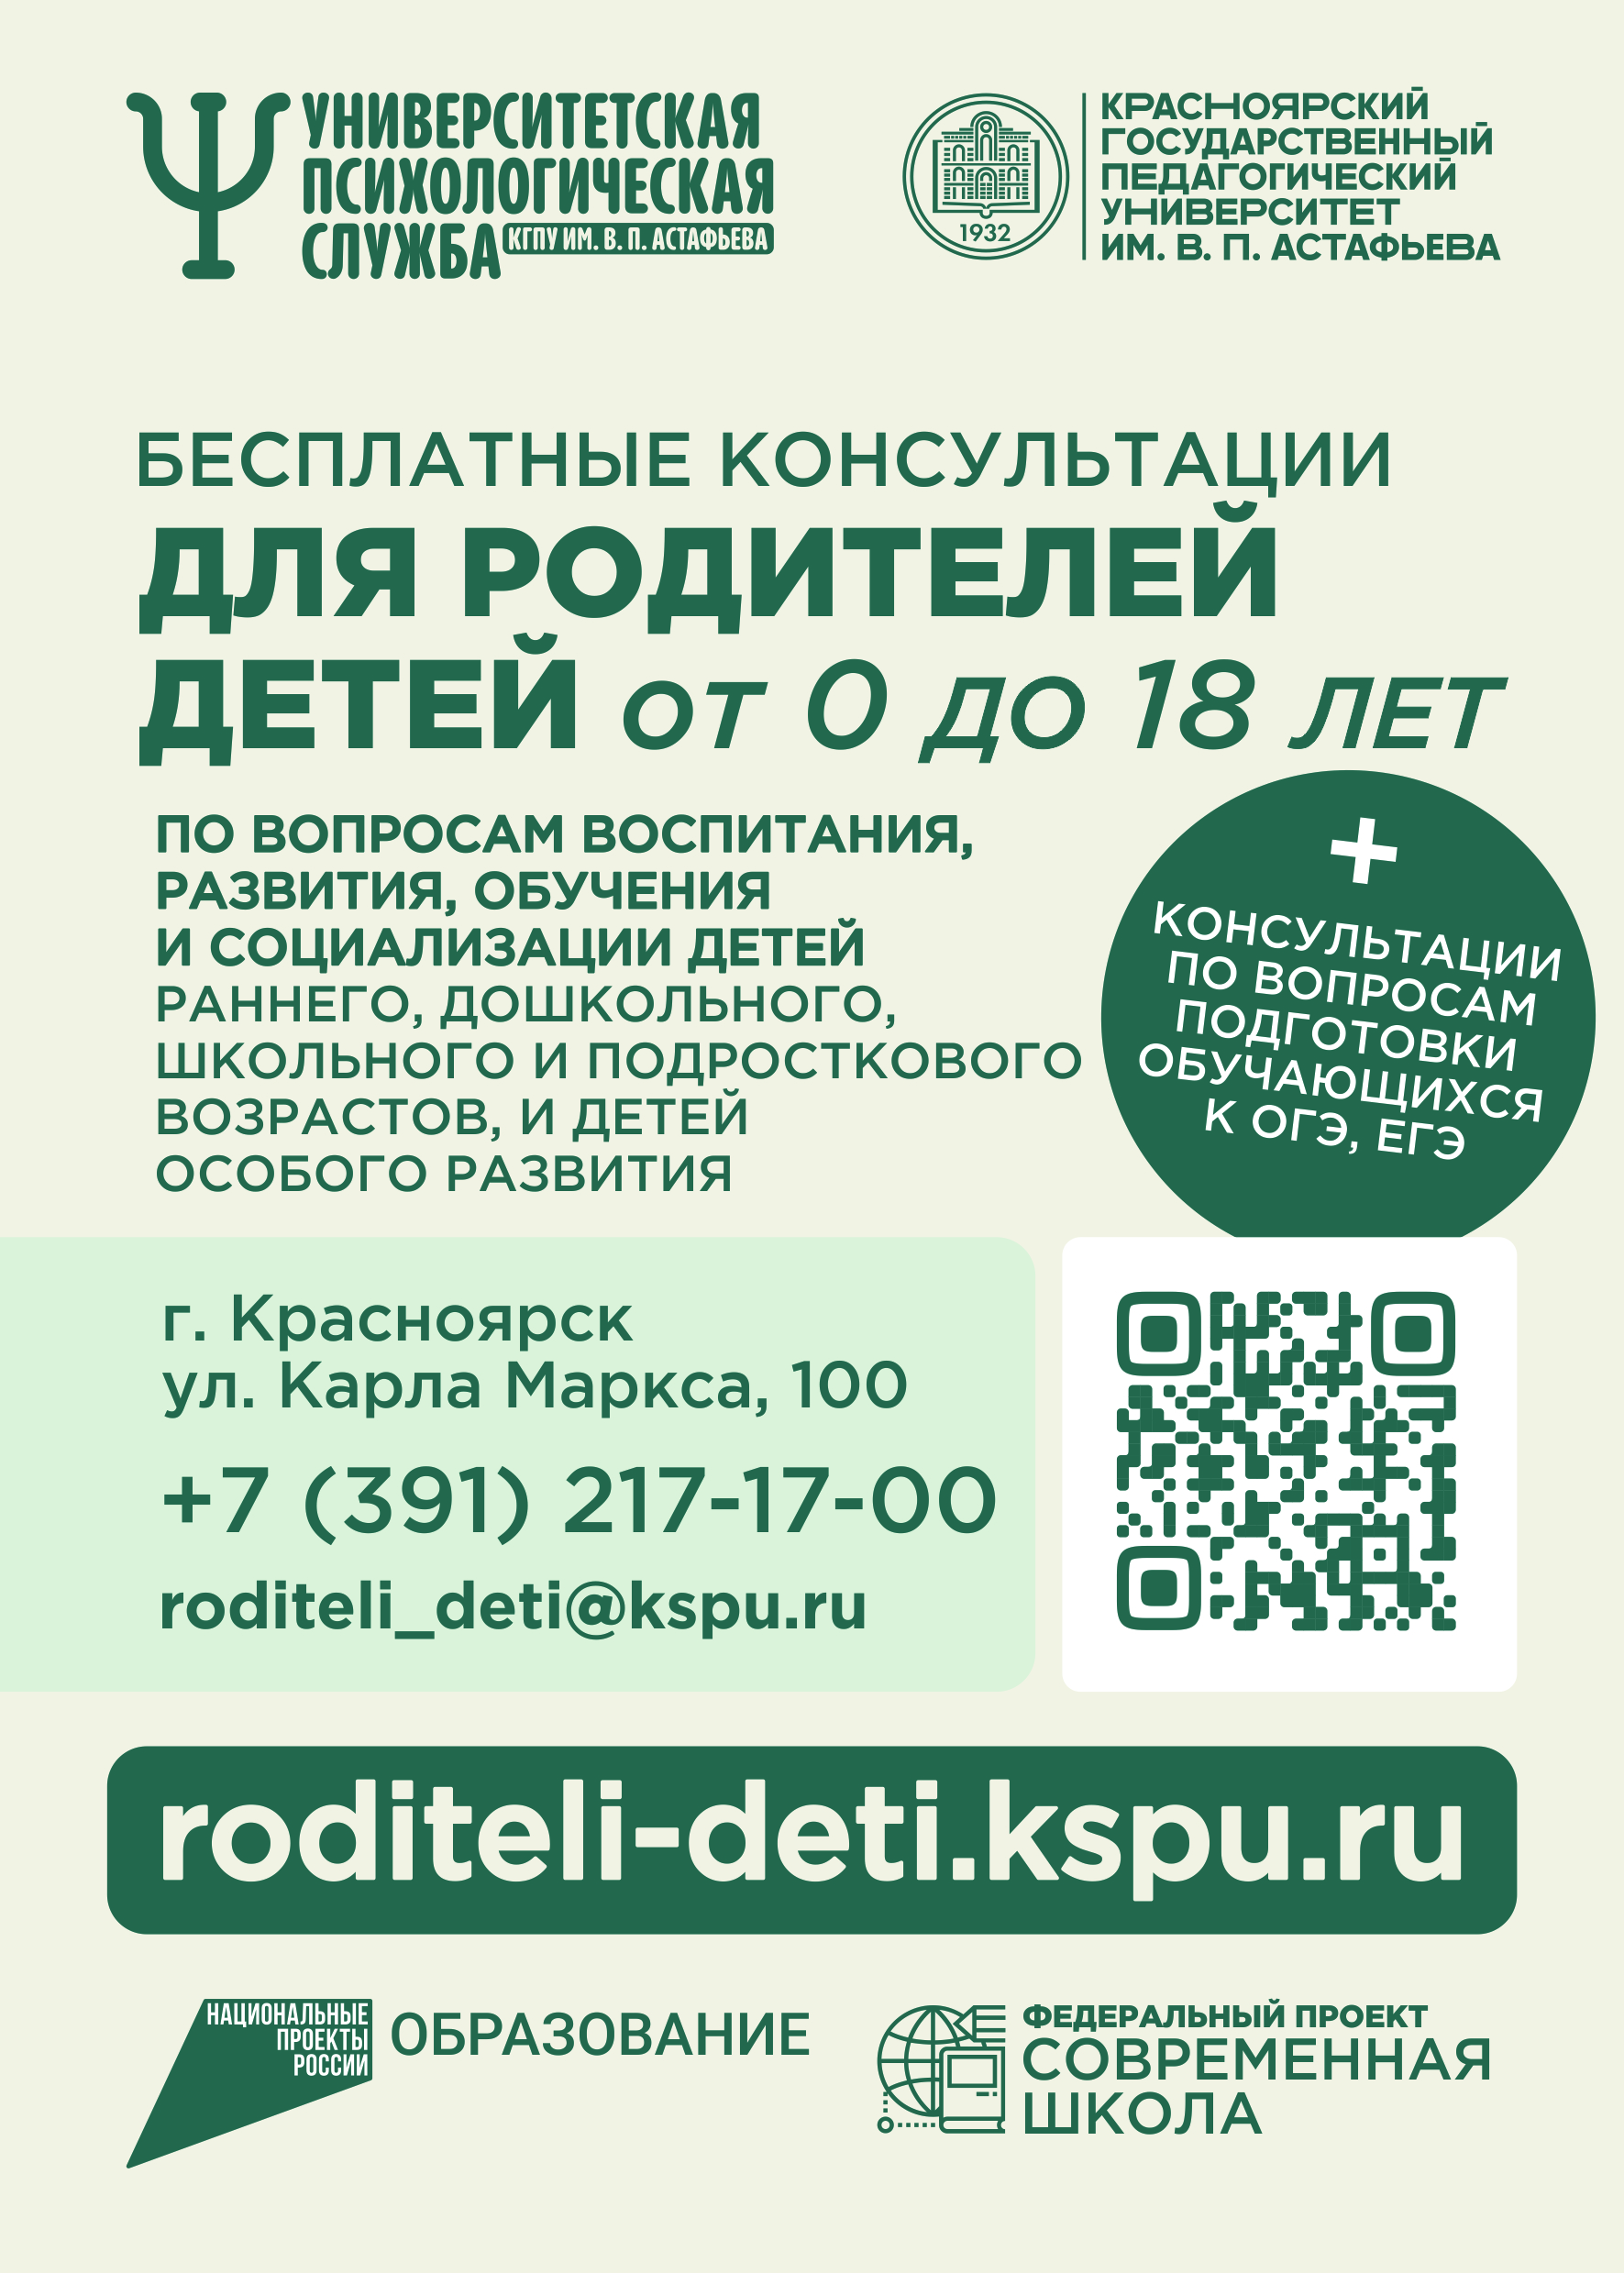 УНИВЕРСИТЕТСКАЯ
ПСИХОЛОГИЧЕСКАЯ
СЛУЖБА КГПУ ИМ. В. П. АСТАФЬЕВА
1932
КРАСНОЯРСКИЙ
ГОСУДАРСТВЕННЫЙ
ПЕДАГОГИЧЕСКИЙ
УНИВЕРСИТЕТ
ИМ. В. П. АСТАФЬЕВА
БЕСПЛАТНЫЕ КОНСУЛЬТАЦИИ
ДЛЯ РОДИТЕЛЕЙ
ДЕТЕЙ ОТ 0 ДО 18 ЛЕТ
ПО ВОПРОСАМ ВОСПИТАНИЯ,
РАЗВИТИЯ, ОБУЧЕНИЯ
И СОЦИАЛИЗАЦИИ ДЕТЕЙ
РАННЕГО, ДОШКОЛЬНОГО,
ШКОЛЬНОГО И ПОДРОСТКОВОГО
ВОЗРАСТОВ, И ДЕТЕЙ
ОСОБОГО РАЗВИТИЯ
+
КОНСУЛЬТАЦИИ
ПО ВОПРОСАМ
ПОДГОТОВКИ
ОБУЧАЮЩИХСЯ
К ОГЭ, ЕГЭ
г. Красноярск
ул. Карла Маркса, 100
+7 (391) 217-17-00
roditeli_deti@kspu.ru
roditeli-deti.kspu.ru
НАЦИОНАЛЬНЫЕ
ПРОЕКТЫ
РОССИИ
ОБРАЗОВАНИЕ
ФЕДЕРАЛЬНЫЙ ПРОЕКТ
СОВРЕМЕННАЯ
ШКОЛА